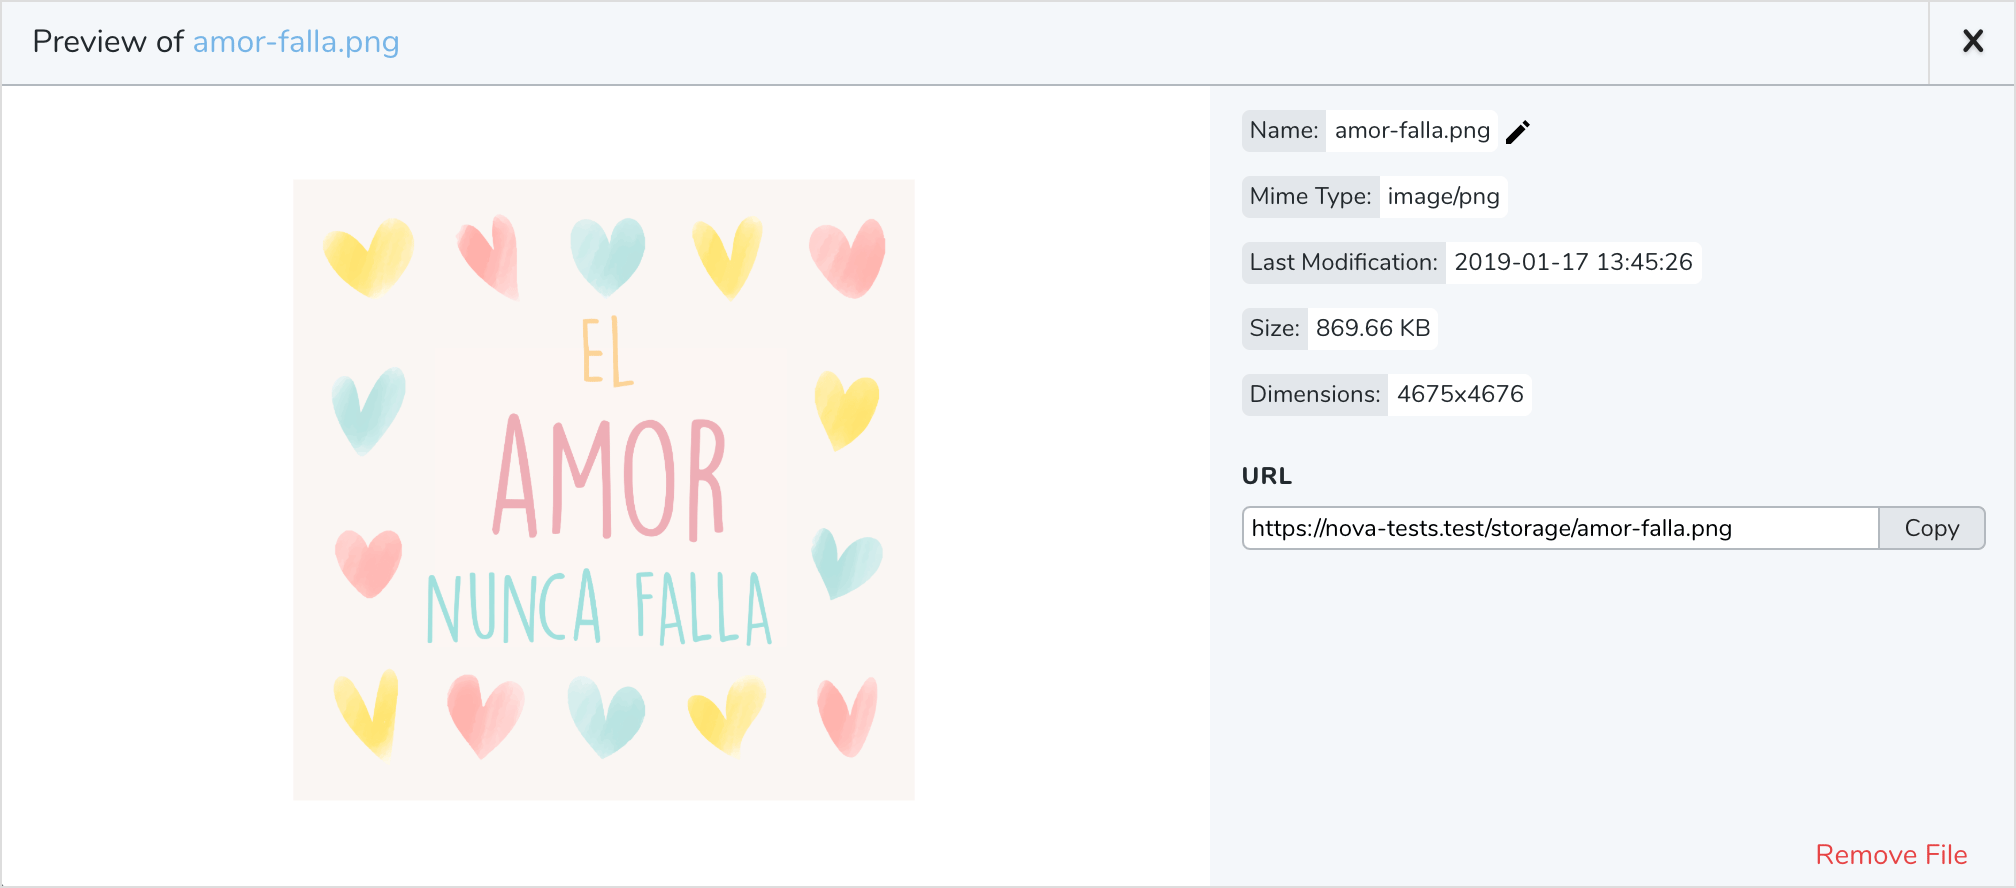 Preview of amor-falla.png
X
EL
AMOR
NUNCA FALLA
Name: amor-falla.png
Mime Type: image/png
Last Modification: 2019-01-17 13:45:26
Size: 869.66 KB
Dimensions: 4675x4676
URL
https://nova-tests.test/storage/amor-falla.png Copy
Remove File